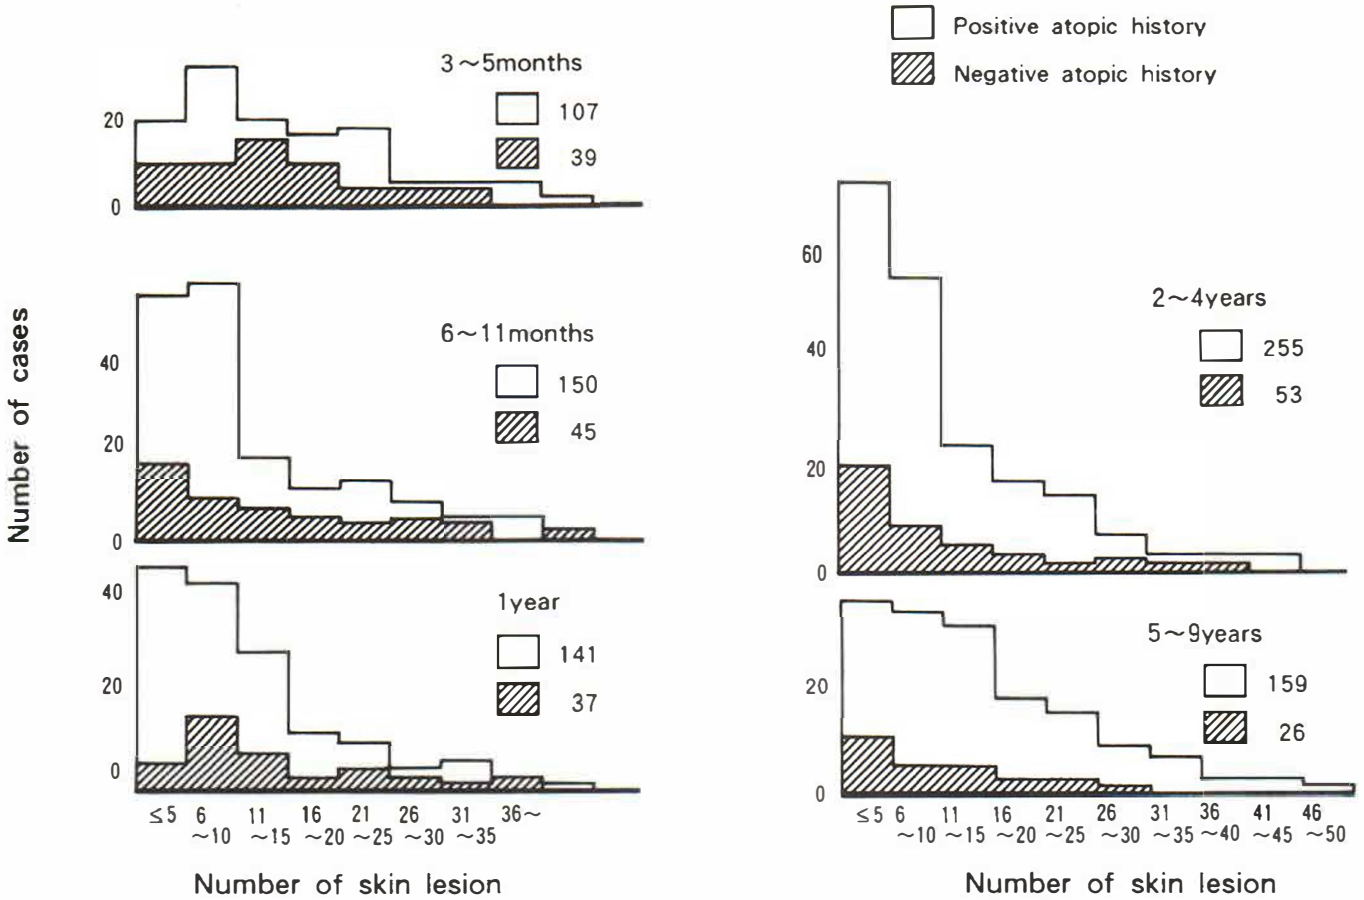 Positive atopic history
Negative atopic history
3~5months
107
39
20
0
6~11months
150
45
40
20
0
1year
141
37
40
20
0
≤5 6 11 16 21 26 31 36~
~10 ~15 ~20 ~25 ~30 ~35
Number of skin lesion
Number of cases
2~4years
255
53
60
40
20
0
5~9years
159
26
20
0
≤5 6 11 16 21 26 31 36 41 46
~10 ~15 ~20 ~25 ~30 ~35 ~40 ~45 ~50
Number of skin lesion